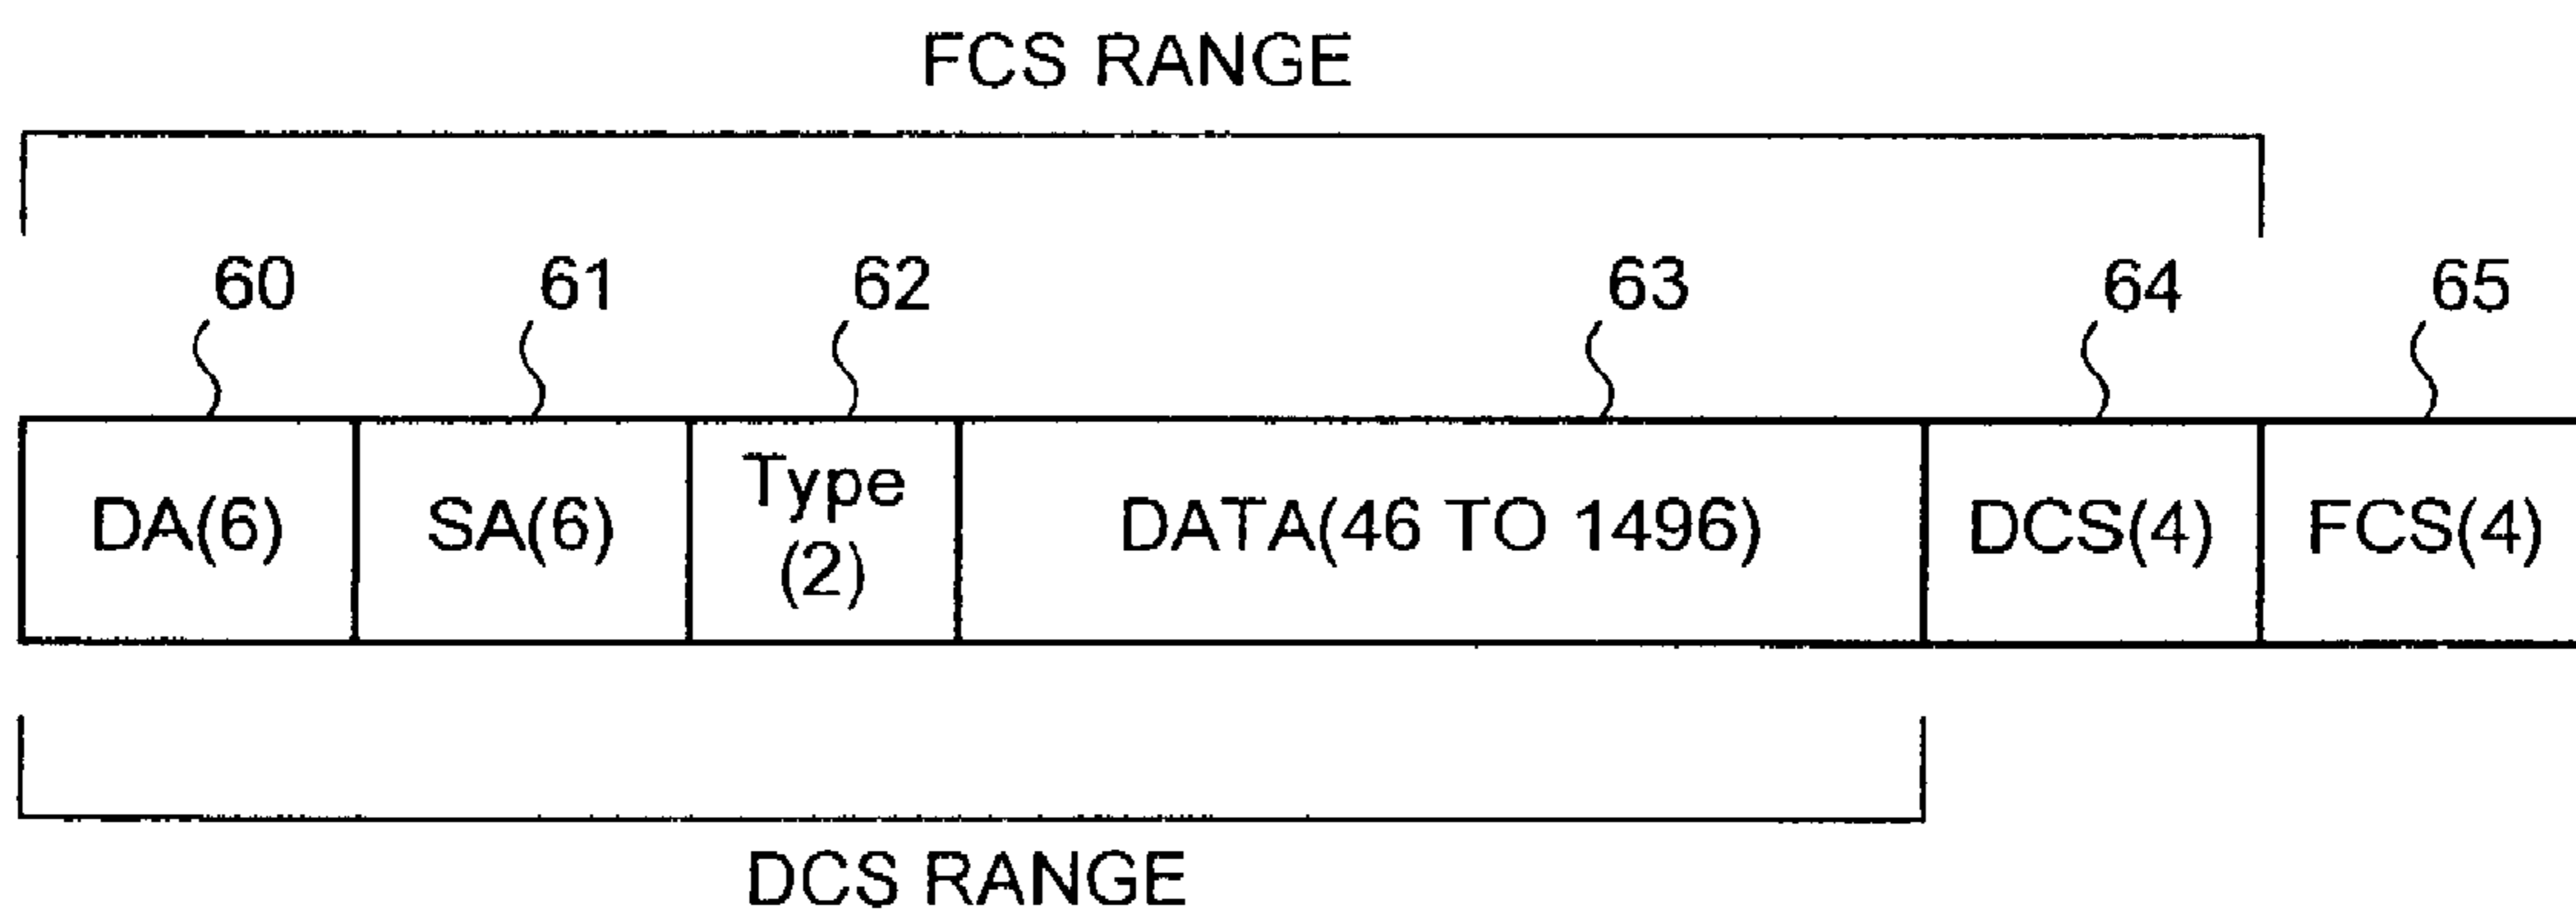 FCS RANGE
60 61 62 63 64 65
DA(6) SA(6) Type (2) DATA(46 TO 1496) DCS(4) FCS(4)
DCS RANGE